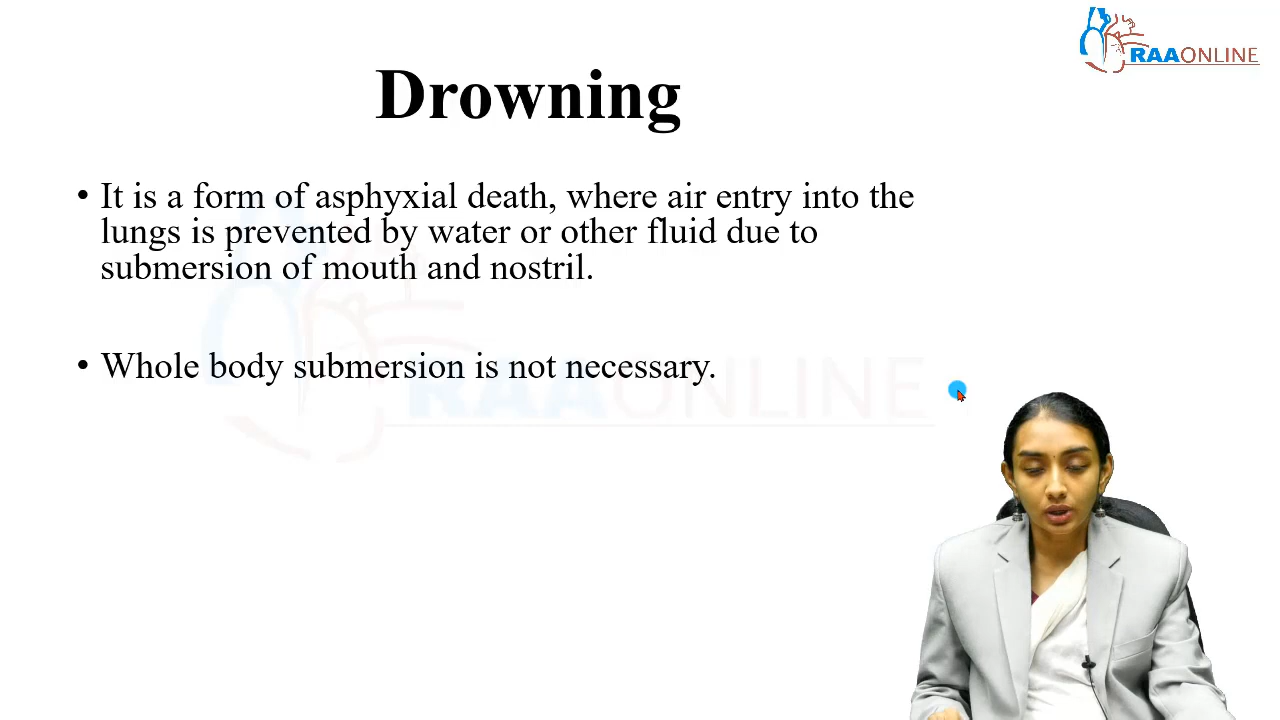 RAAONLINE
Drowning
• It is a form of asphyxial death, where air entry into the
lungs is prevented by water or other fluid due to
submersion of mouth and nostril.
• Whole body submersion is not necessary.
RAAONLINE